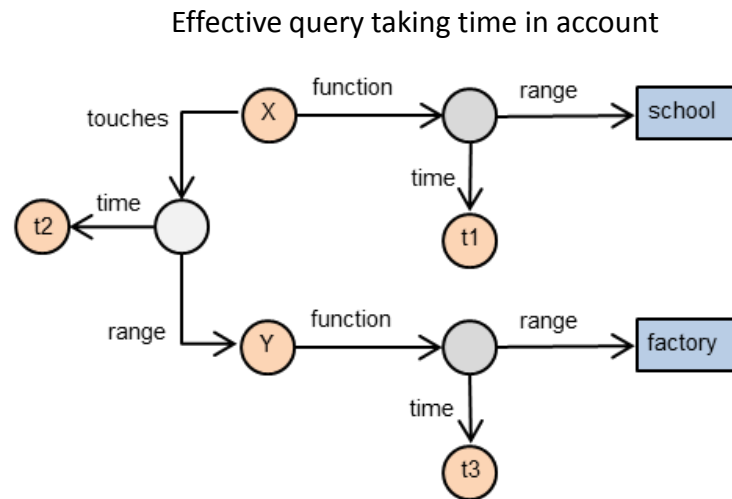 Effective query taking time in account
function
range
X
school
touches
time
time
t2
t1
range
function
range
Y
factory
time
t3